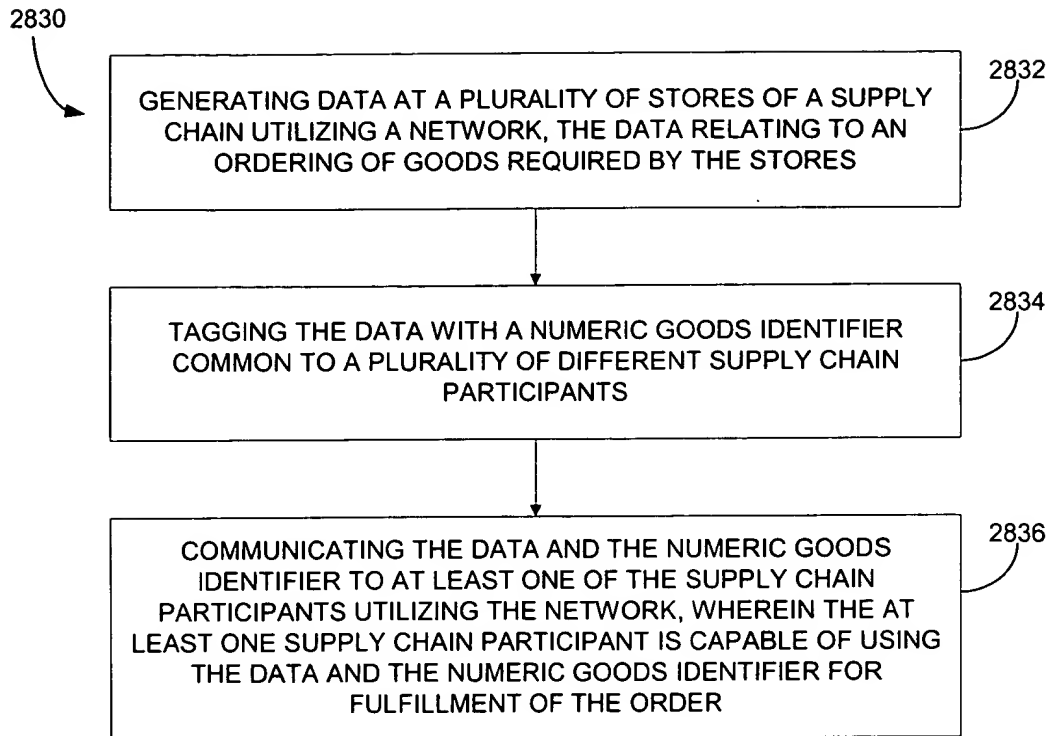 2830
2832
GENERATING DATA AT A PLURALITY OF STORES OF A SUPPLY
CHAIN UTILIZING A NETWORK, THE DATA RELATING TO AN
ORDERING OF GOODS REQUIRED BY THE STORES
2834
TAGGING THE DATA WITH A NUMERIC GOODS IDENTIFIER
COMMON TO A PLURALITY OF DIFFERENT SUPPLY CHAIN
PARTICIPANTS
2836
COMMUNICATING THE DATA AND THE NUMERIC GOODS
IDENTIFIER TO AT LEAST ONE OF THE SUPPLY CHAIN
PARTICIPANTS UTILIZING THE NETWORK, WHEREIN THE AT
LEAST ONE SUPPLY CHAIN PARTICIPANT IS CAPABLE OF USING
THE DATA AND THE NUMERIC GOODS IDENTIFIER FOR
FULFILLMENT OF THE ORDER